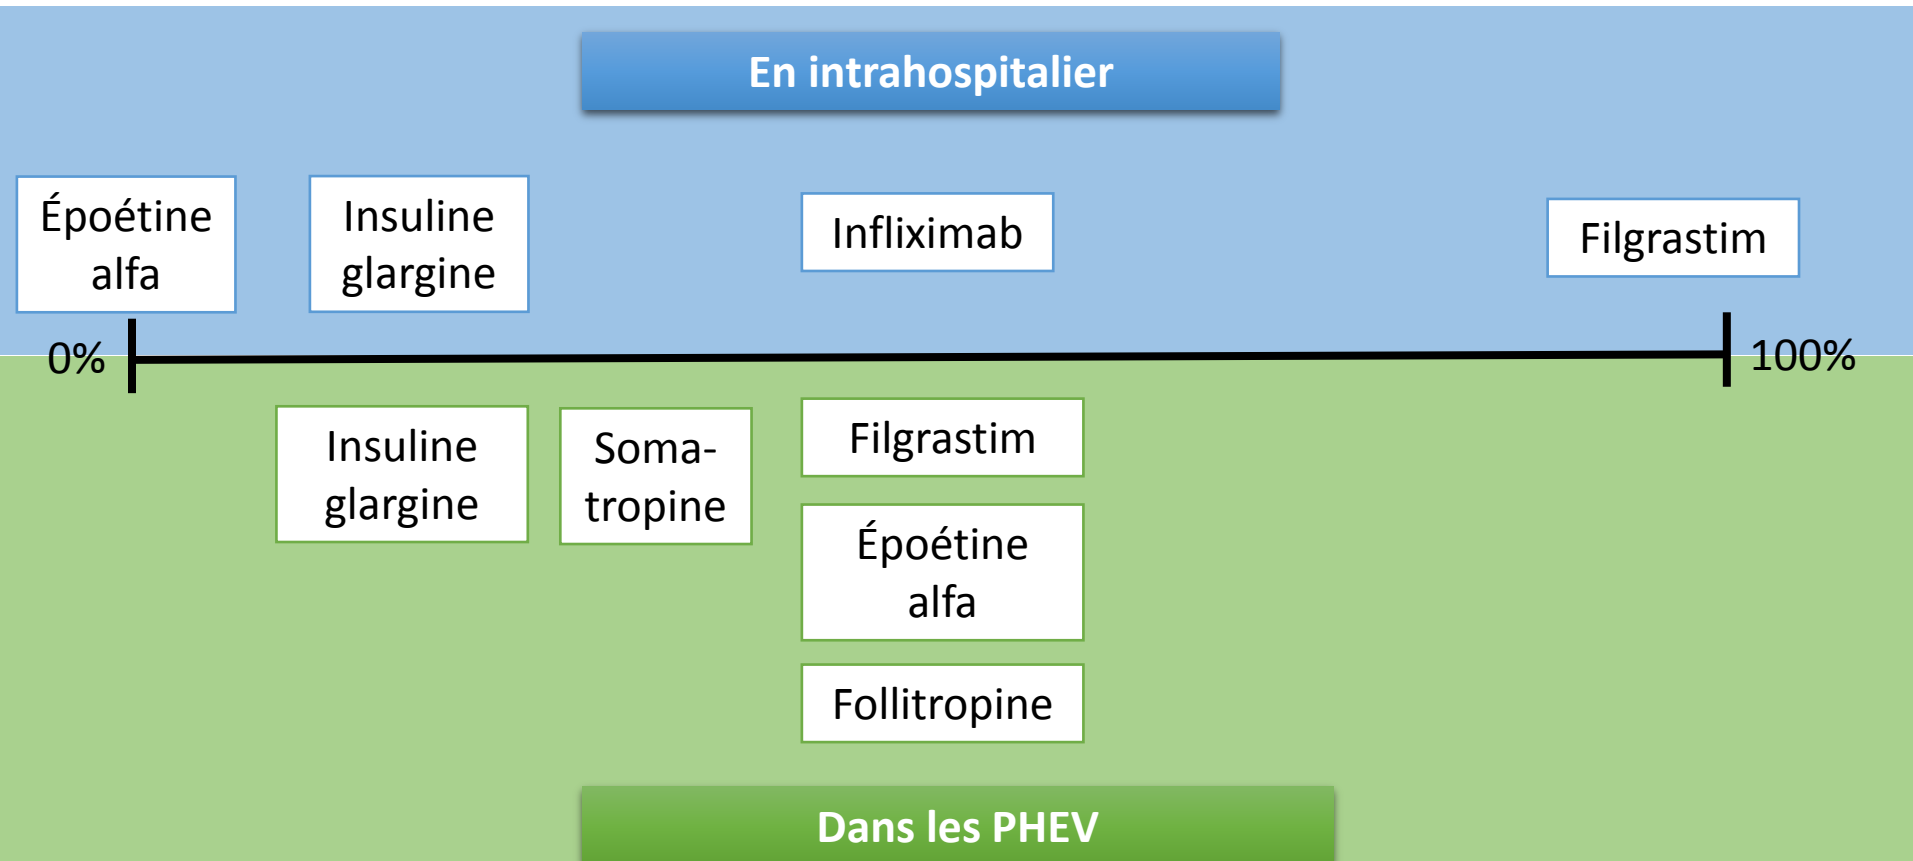 En intrahospitalier
Époétine
alfa
Insuline
glargine
Infliximab
Filgrastim
0%
100%
Insuline
glargine
Soma-
tropine
Filgrastim
Époétine
alfa
Follitropine
Dans les PHEV